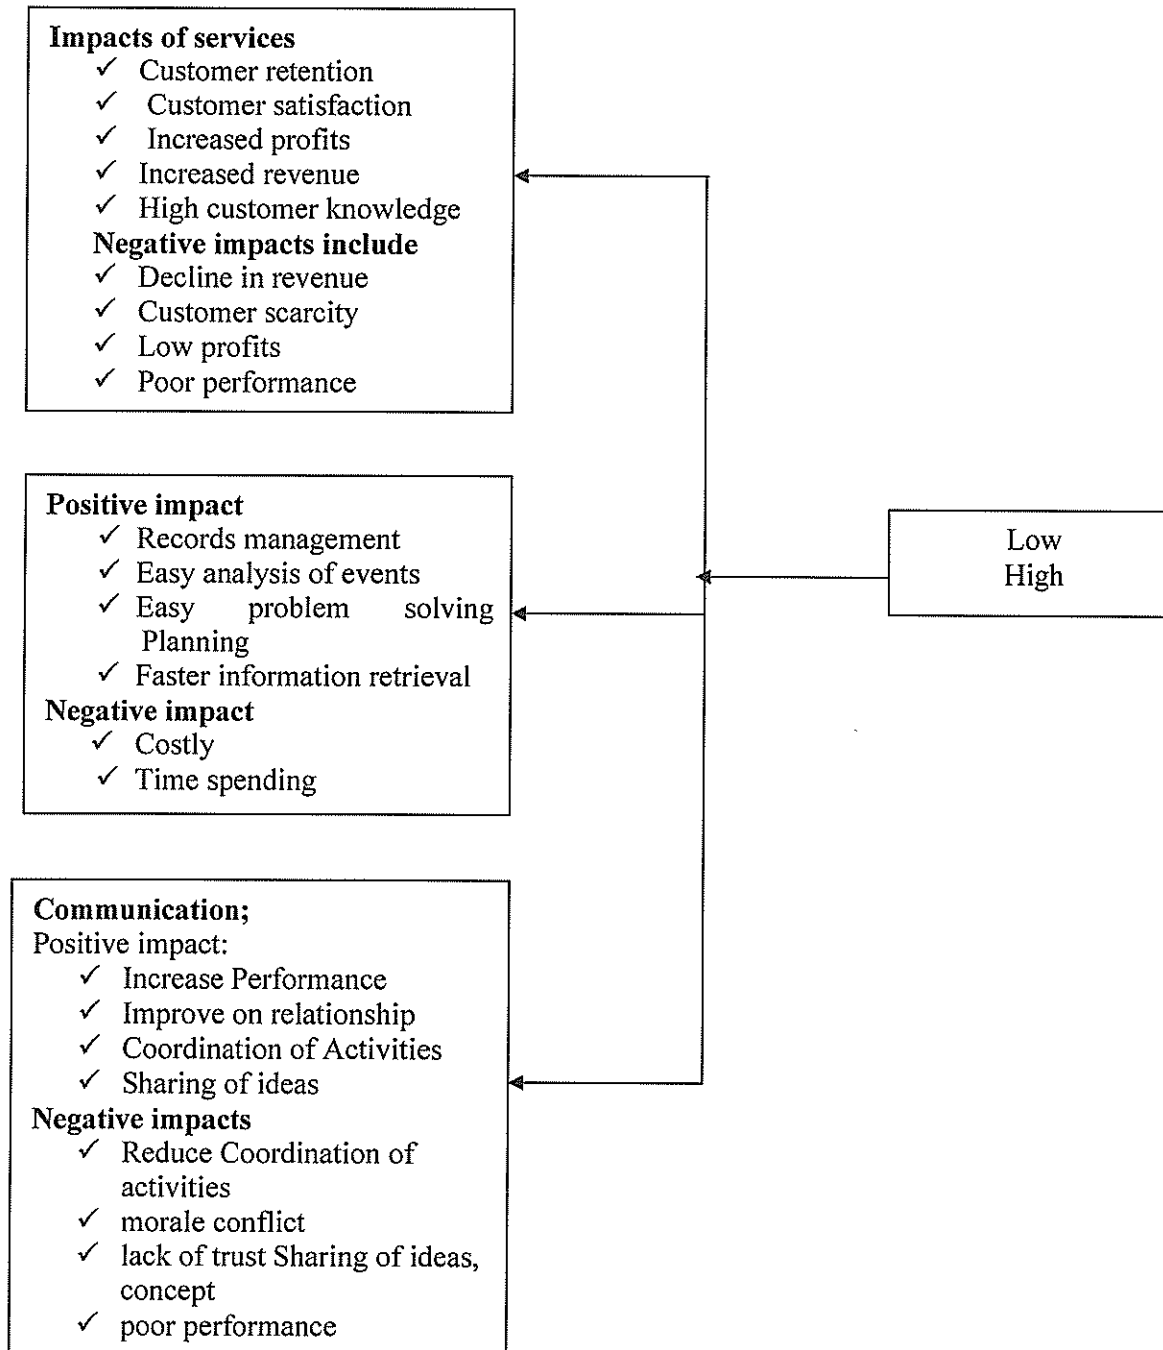 Impacts of services
✓ Customer retention
✓ Customer satisfaction
✓ Increased profits
✓ Increased revenue
✓ High customer knowledge
Negative impacts include
✓ Decline in revenue
✓ Customer scarcity
✓ Low profits
✓ Poor performance
Positive impact
✓ Records management
✓ Easy analysis of events
✓ Easy problem solving
Planning
✓ Faster information retrieval
Negative impact
✓ Costly
✓ Time spending
Low
High
Communication;
Positive impact:
✓ Increase Performance
✓ Improve on relationship
✓ Coordination of Activities
✓ Sharing of ideas
Negative impacts
✓ Reduce Coordination of
activities
✓ morale conflict
✓ lack of trust Sharing of ideas,
concept
✓ poor performance